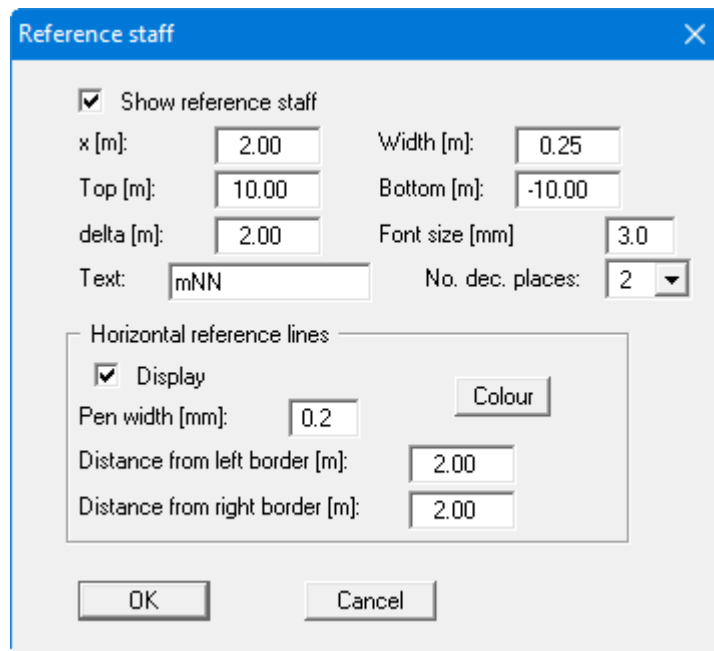 Reference staff
Show reference staff
x [m]: 2.00 Width [m]: 0.25
Top [m]: 10.00 Bottom [m]: -10.00
delta [m]: 2.00 Font size [mm] 3.0
Text: mNN No. dec. places: 2
Horizontal reference lines
Display
Colour
Pen width [mm]: 0.2
Distance from left border [m]: 2.00
Distance from right border [m]: 2.00
OK Cancel